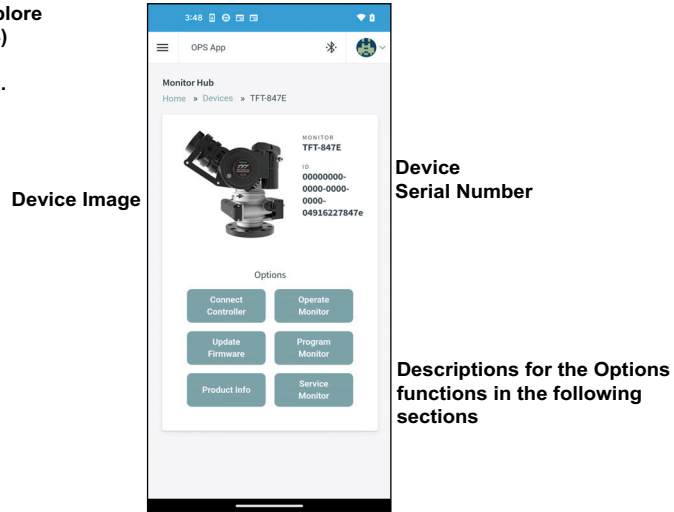 plore
)
.
3:48
OPS App
Monitor Hub
Home » Devices » TFT-847E
MONITOR
TFT-847E
ID
00000000-
0000-0000-
0000-
04916227847e
Device Image
Device
Serial Number
Options
Connect
Controller
Operate
Monitor
Update
Firmware
Program
Monitor
Product Info
Service
Monitor
Descriptions for the Options
functions in the following
sections